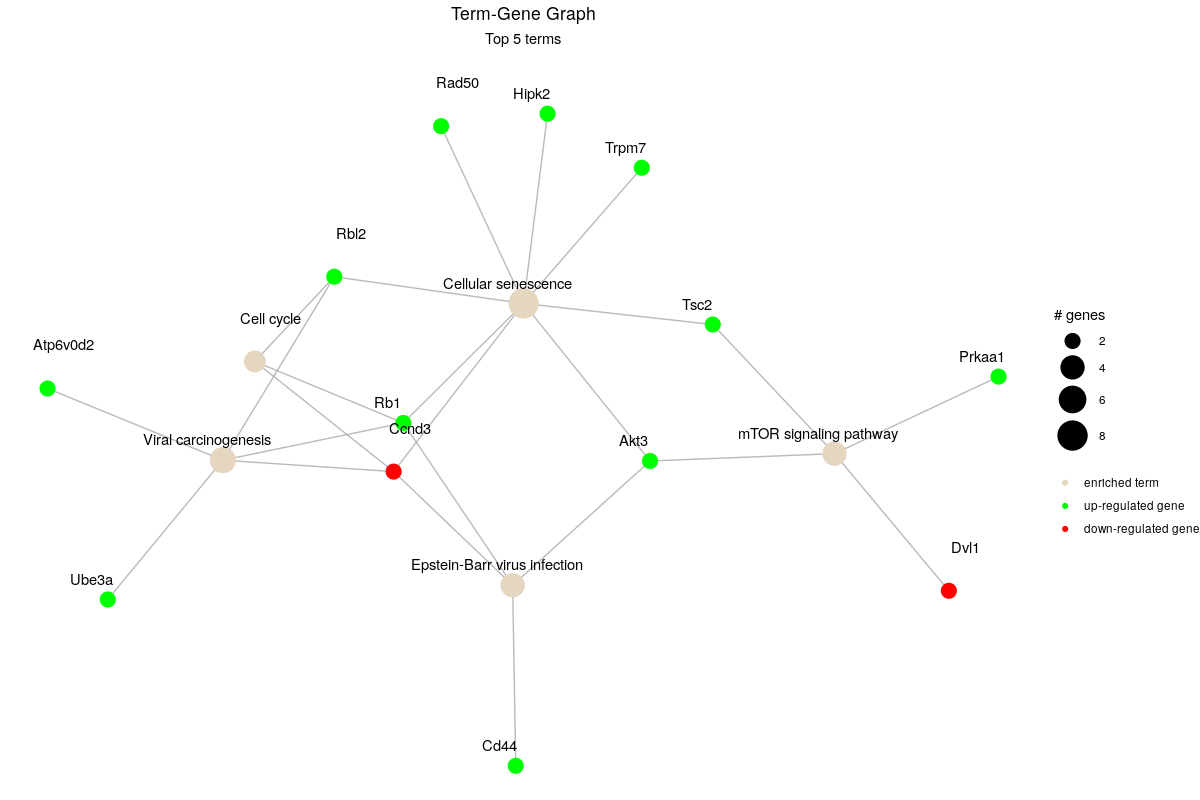 Term-Gene Graph
Top 5 terms
Rad50
Hipk2
Trpm7
Rbl2
Cellular senescence
Tsc2
Cell cycle
# genes
2
Atp6v0d2
Prkaa1
4
6
Rb1
Ccnd3
8
Viral carcinogenesis
Akt3
mTOR signaling pathway
enriched term
up-regulated gene
down-regulated gene
Dvl1
Epstein-Barr virus infection
Ube3a
Cd44